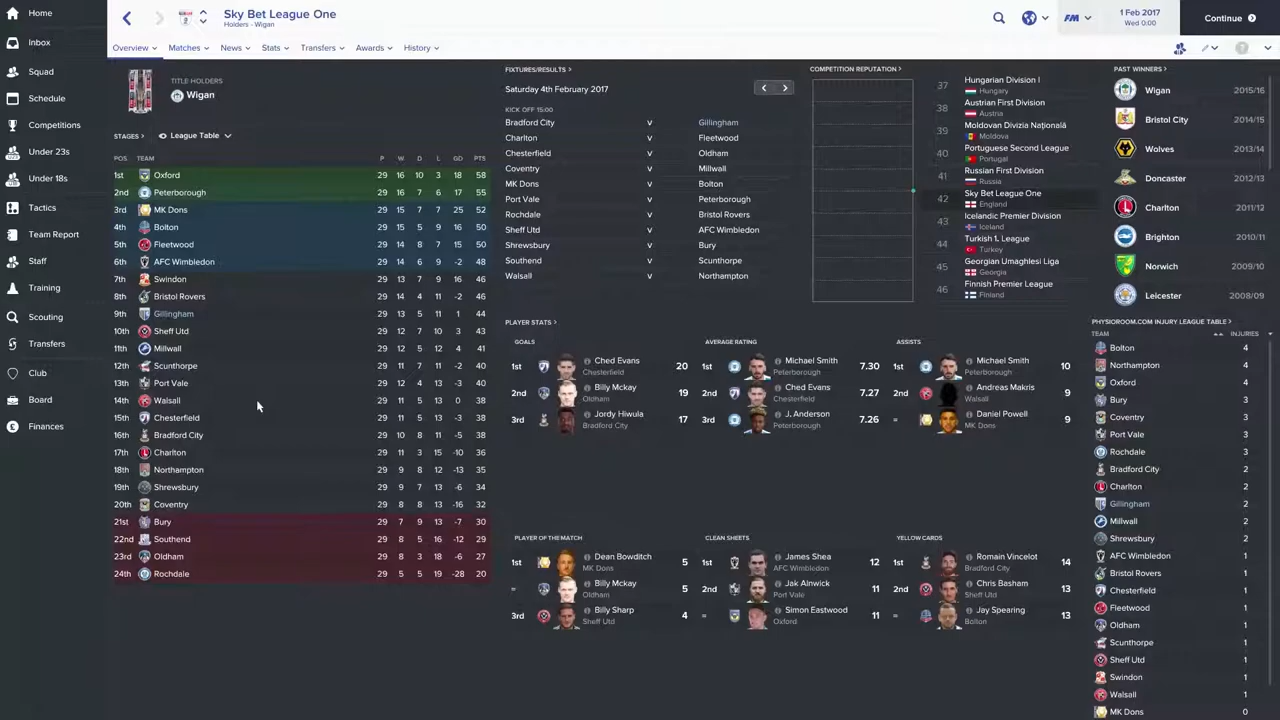 Home
Inbox
Squad
Schedule
Competitions
Under 23s
Under 18s
Tactics
Team Report
Staff
Training
Scouting
Transfers
Club
Board
Finances
Sky Bet League One
Holders - Wigan
FM
1 Feb 2017
Wed 0:00
Continue
Overview Matches News Stats Transfers Awards History
TITLE HOLDERS
Wigan
STAGES > League Table
POS TEAM P W D L GD PTS
1st Oxford 29 16 10 3 18 58
2nd Peterborough 29 16 7 6 17 55
3rd MK Dons 29 15 7 7 25 52
4th Bolton 29 15 5 9 16 50
5th Fleetwood 29 14 8 7 15 50
6th AFC Wimbledon 29 14 6 9 -2 48
7th Swindon 29 13 7 9 16 46
8th Bristol Rovers 29 14 4 11 -2 46
9th Gillingham 29 13 5 11 1 44
10th Sheff Utd 29 12 7 10 3 43
11th Millwall 29 12 5 12 4 41
12th Scunthorpe 29 11 7 11 -2 40
13th Port Vale 29 12 4 13 -3 40
14th Walsall 29 11 5 13 0 38
15th Chesterfield 29 11 5 13 -3 38
16th Bradford City 29 10 8 11 -5 38
17th Charlton 29 11 3 15 -10 36
18th Northampton 29 9 8 12 -13 35
19th Shrewsbury 29 9 7 13 -6 34
20th Coventry 29 8 8 13 -16 32
21st Bury 29 7 9 13 -7 30
22nd Southend 29 8 5 16 -12 29
23rd Oldham 29 8 3 18 -6 27
24th Rochdale 29 5 5 19 -28 20
FIXTURES/RESULTS >
Saturday 4th February 2017
KICK OFF 15:00
Bradford City v Gillingham
Charlton v Fleetwood
Chesterfield v Oldham
Coventry v Millwall
MK Dons v Bolton
Port Vale v Peterborough
Rochdale v Bristol Rovers
Sheff Utd v AFC Wimbledon
Shrewsbury v Bury
Southend v Scunthorpe
Walsall v Northampton
COMPETITION REPUTATION >
37 Hungarian Division I
Hungary
38 Austrian First Division
Austria
39 Moldovan Divizia Națională
Moldova
40 Portuguese Second League
Portugal
41 Russian First Division
Russia
42 Sky Bet League One
England
43 Icelandic Premier Division
Iceland
44 Turkish 1. League
Turkey
45 Georgian Umaghlesi Liga
Georgia
46 Finnish Premier League
Finland
PAST WINNERS >
Wigan 2015/16
Bristol City 2014/15
Wolves 2013/14
Doncaster 2012/13
Charlton 2011/12
Brighton 2010/11
Norwich 2009/10
Leicester 2008/09
PLAYER STATS >
GOALS
1st Ched Evans 20
Chesterfield
2nd Billy Mckay 19
Oldham
3rd Jordy Hiwula 17
Bradford City
AVERAGE RATING
1st Michael Smith 7.30
Peterborough
2nd Ched Evans 7.27
Chesterfield
3rd J. Anderson 7.26
Peterborough
ASSISTS
1st Michael Smith 10
Peterborough
2nd Andreas Makris 9
Walsall
= Daniel Powell 9
MK Dons
PLAYER OF THE MATCH
1st Dean Bowditch 5
MK Dons
= Billy Mckay 5
Oldham
3rd Billy Sharp 4
Sheff Utd
CLEAN SHEETS
1st James Shea 12
AFC Wimbledon
2nd Jak Alnwick 11
Port Vale
= Simon Eastwood 11
Oxford
YELLOW CARDS
1st Romain Vincelot 14
Bradford City
2nd Chris Basham 13
Sheff Utd
= Jay Spearing 13
Bolton
PHYSIOROOM.COM INJURY LEAGUE TABLE >
TEAM INJURIES
Bolton 4
Northampton 4
Oxford 4
Bury 3
Coventry 3
Port Vale 3
Rochdale 3
Bradford City 2
Charlton 2
Gillingham 2
Millwall 2
Shrewsbury 2
AFC Wimbledon 1
Bristol Rovers 1
Chesterfield 1
Fleetwood 1
Oldham 1
Scunthorpe 1
Sheff Utd 1
Swindon 1
Walsall 1
MK Dons 0